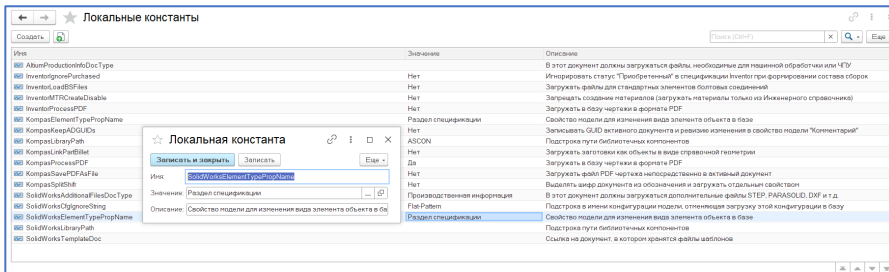 Локальные константы
Создать Поиск (Ctrl+F) × Еще
Имя Значение Описание
AltiumProductionInfoDocType В этот документ должны загружаться файлы, необходимые для машинной обработчки или ЧПУ
InventorIgnorePurchased Нет Игнорировать статус "Приобретенный" в спецификации Inventor при формировании состава сборок
InventorLoadBSFiles Нет Загружать файлы для стандартных элементов болтовых соединений
InventorMTRCreateDisable Нет Запрещать создание материалов (загружать материалы только из Инженерного справочника)
InventorProcessPDF Нет Загружать в базу чертежи в формате PDF
KompasElementTypePropName Раздел спецификации Свойство модели для изменения вида элемента объекта в базе
KompasKeepADGUIDs Нет Записывать GUID активного документа и ревизию изменения в свойство модели "Комментарий"
KompasLibraryPath ASCON Подстрока пути библиотечных компонентов
KompasLinkPartBillet Нет Загружать заготовки как объекты в виде справочной геометрии
KompasProcessPDF Да Загружать в базу чертежи в формате PDF
KompasSavePDFAsFile Нет Загружать файл PDF чертежа непосредственно в активный документ
KompasSplitShifr Нет Выделять шифр документа из обозначения и загружать отдельным свойством
SolidWorksAdditionalFilesDocType Производственная информация В этот документ должны загружаться дополнительные файлы STEP, PARASOLID, DXF и т.д.
SolidWorksCfgIgnoreString Flat-Pattern Подстрока в имени конфигурации модели, отменяющая загрузку этой конфигурации в базу
SolidWorksElementTypePropName Раздел спецификации Свойство модели для изменения вида элемента объекта в базе
SolidWorksLibraryPath Подстрока пути библиотечных компонентов
SolidWorksTemplateDoc Ссылка на документ, в котором хранятся файлы шаблонов
Локальная константа
Записать и закрыть Записать Еще
Имя: SolidWorksElementTypePropName
Значение: Раздел спецификации ...
Описание: Свойство модели для изменения вида элемента объекта в ба